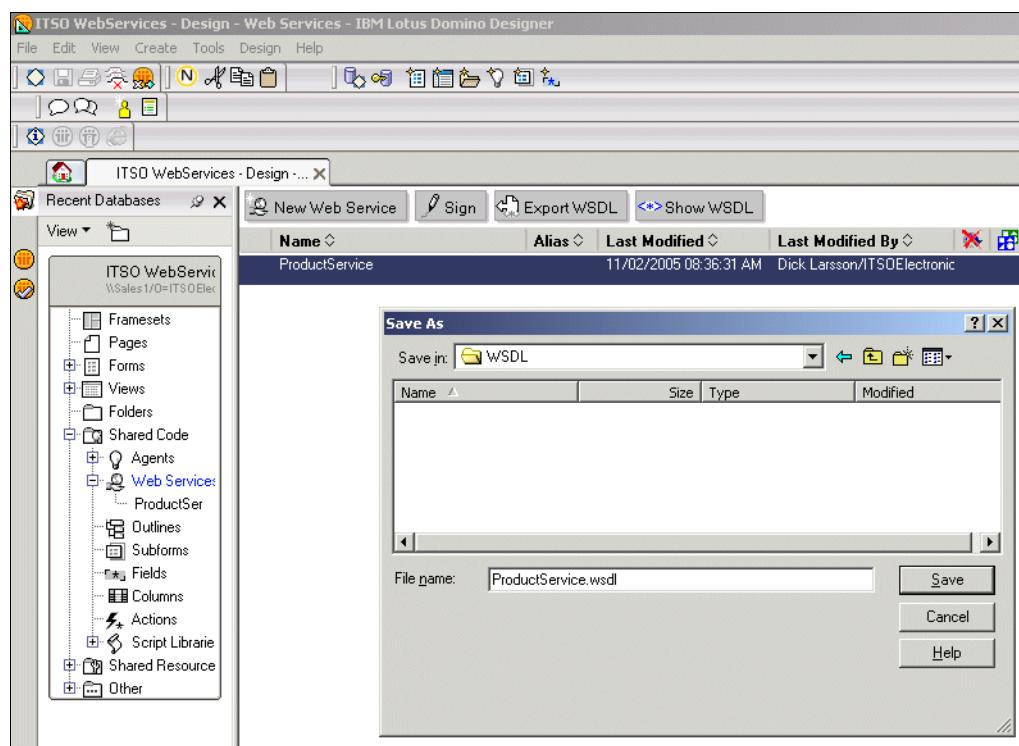 ITSO WebServices - Design - Web Services - IBM Lotus Domino Designer
File Edit View Create Tools Design Help
ITSO WebServices - Design -...
Recent Databases
New Web Service Sign Export WSDL Show WSDL
View
Name Alias Last Modified Last Modified By
ProductService 11/02/2005 08:36:31 AM Dick Larsson/ITSOElectronic
ITSO WebServic
\\Sales1/O=ITSOElec
Framesets
Pages
Forms
Views
Folders
Shared Code
Agents
Web Services
ProductSer
Outlines
Subforms
Fields
Columns
Actions
Script Librarie
Shared Resource
Other
Save As
Save in: WSDL
Name Size Type Modified
File name: ProductService.wsdl Save
Cancel
Help